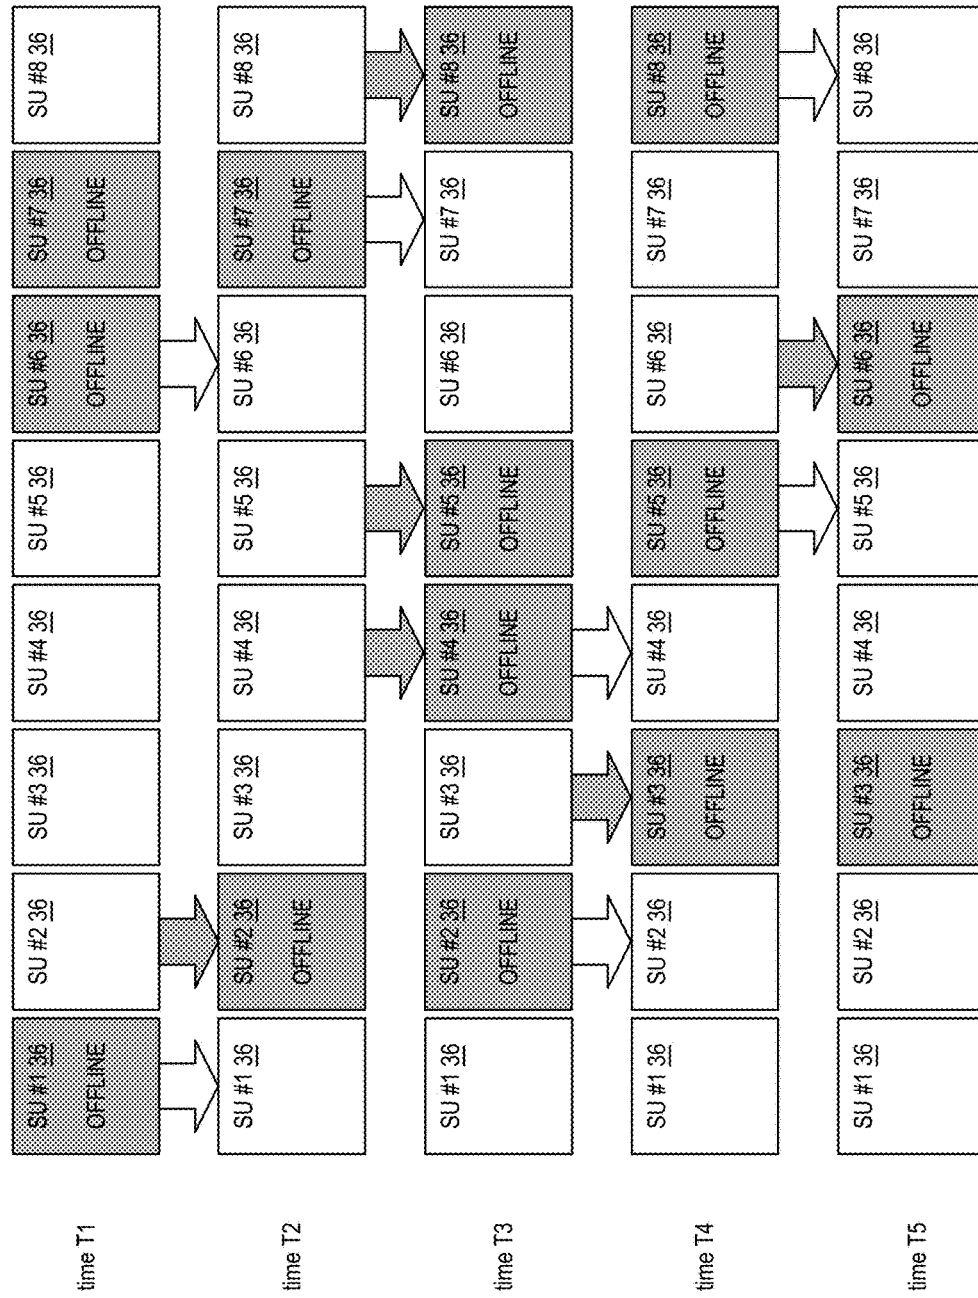 time T1
SU #1 36
OFFLINE
SU #2 36
SU #3 36
SU #4 36
SU #5 36
SU #6 36
OFFLINE
SU #7 36
OFFLINE
SU #8 36
time T2
SU #1 36
SU #2 36
OFFLINE
SU #3 36
SU #4 36
SU #5 36
SU #6 36
SU #7 36
OFFLINE
SU #8 36
time T3
SU #1 36
SU #2 36
OFFLINE
SU #3 36
SU #4 36
OFFLINE
SU #5 36
OFFLINE
SU #6 36
SU #7 36
SU #8 36
OFFLINE
time T4
SU #1 36
SU #2 36
SU #3 36
OFFLINE
SU #4 36
SU #5 36
OFFLINE
SU #6 36
SU #7 36
SU #8 36
OFFLINE
time T5
SU #1 36
SU #2 36
SU #3 36
OFFLINE
SU #4 36
SU #5 36
SU #6 36
OFFLINE
SU #7 36
SU #8 36